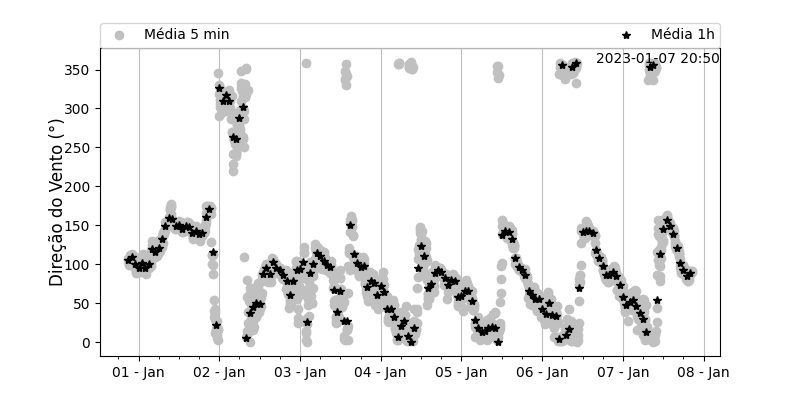 Média 5 min
Média 1h
2023-01-07 20:50
Direção do Vento (°)
350
300
250
200
150
100
50
0
01 - Jan
02 - Jan
03 - Jan
04 - Jan
05 - Jan
06 - Jan
07 - Jan
08 - Jan